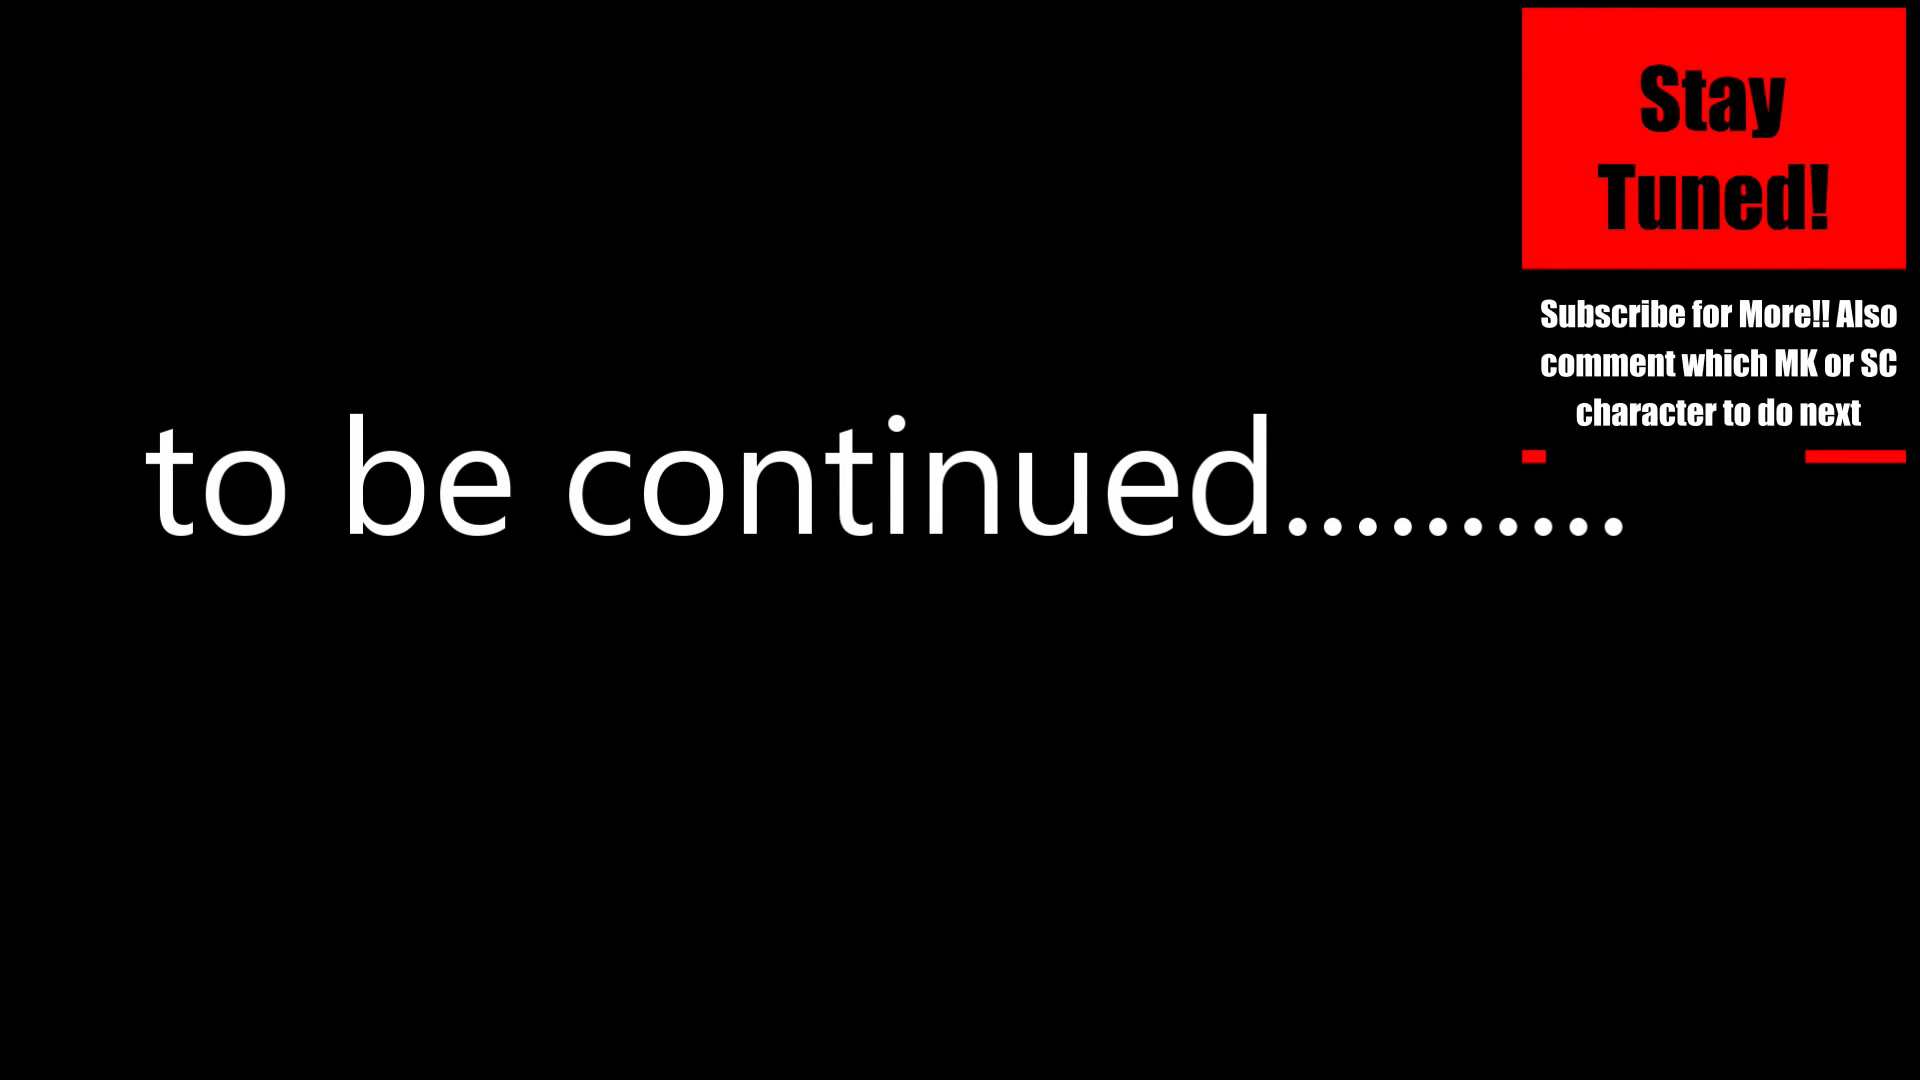 Stay
Tuned!
Subscribe for More!! Also
comment which MK or SC
character to do next
to be continued..........